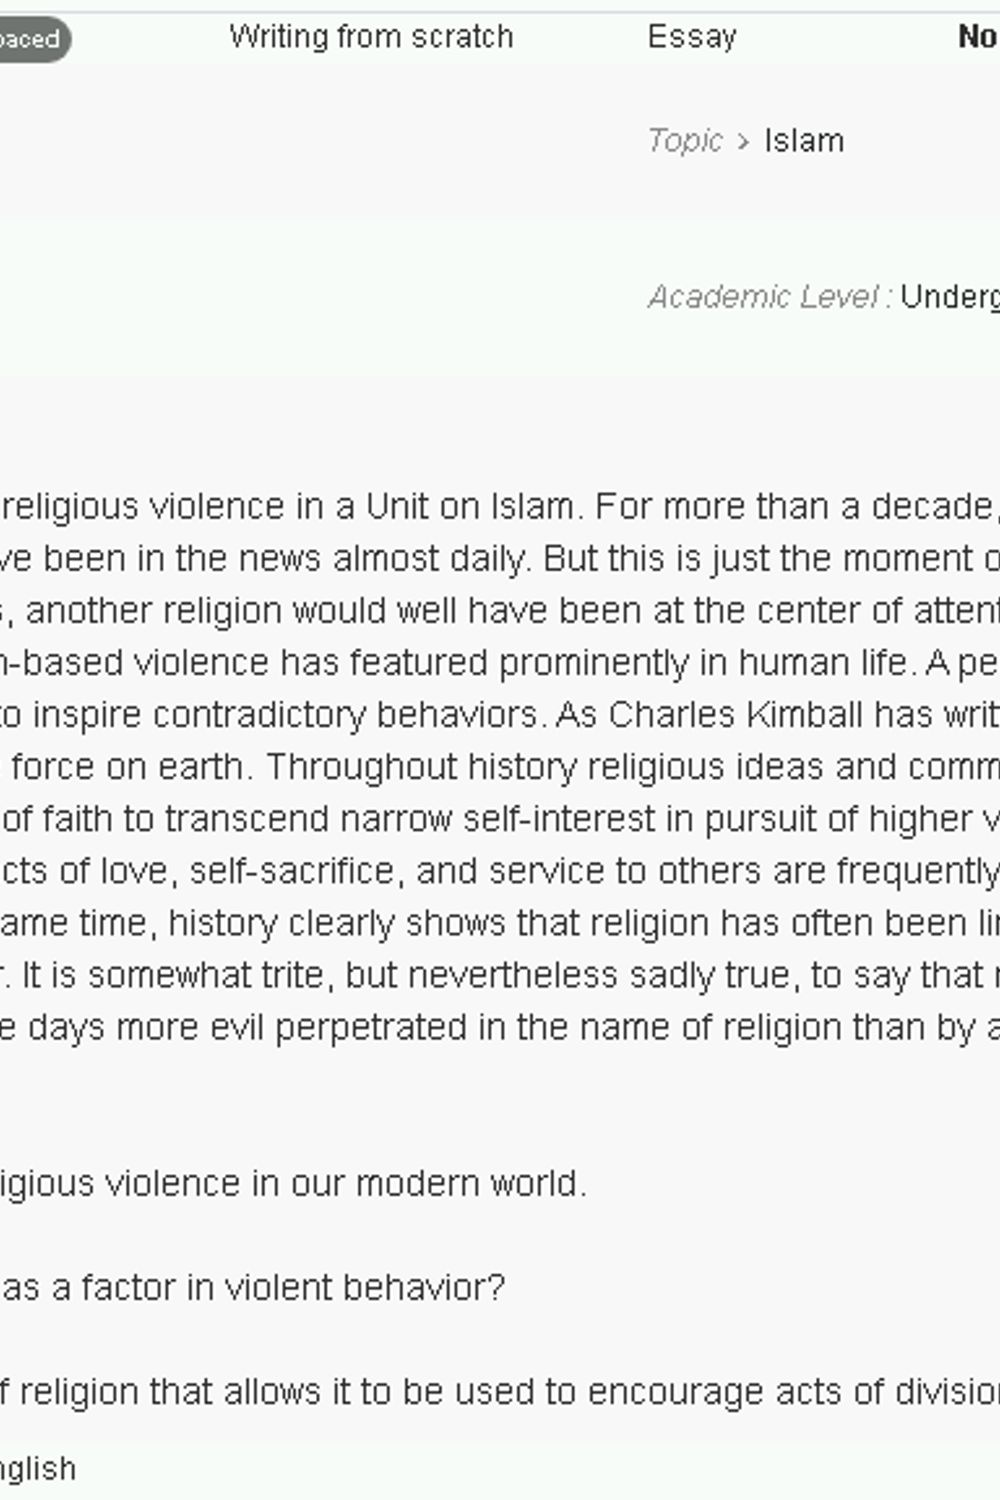 paced Writing from scratch Essay No
Topic > Islam
Academic Level : Underg
religious violence in a Unit on Islam. For more than a decade,
ve been in the news almost daily. But this is just the moment o
s, another religion would well have been at the center of attent
n-based violence has featured prominently in human life. A pe
to inspire contradictory behaviors. As Charles Kimball has writ
force on earth. Throughout history religious ideas and comm
of faith to transcend narrow self-interest in pursuit of higher v
cts of love, self-sacrifice, and service to others are frequently
ame time, history clearly shows that religion has often been lin
r. It is somewhat trite, but nevertheless sadly true, to say that
e days more evil perpetrated in the name of religion than by a
igious violence in our modern world.
as a factor in violent behavior?
f religion that allows it to be used to encourage acts of division
nglish